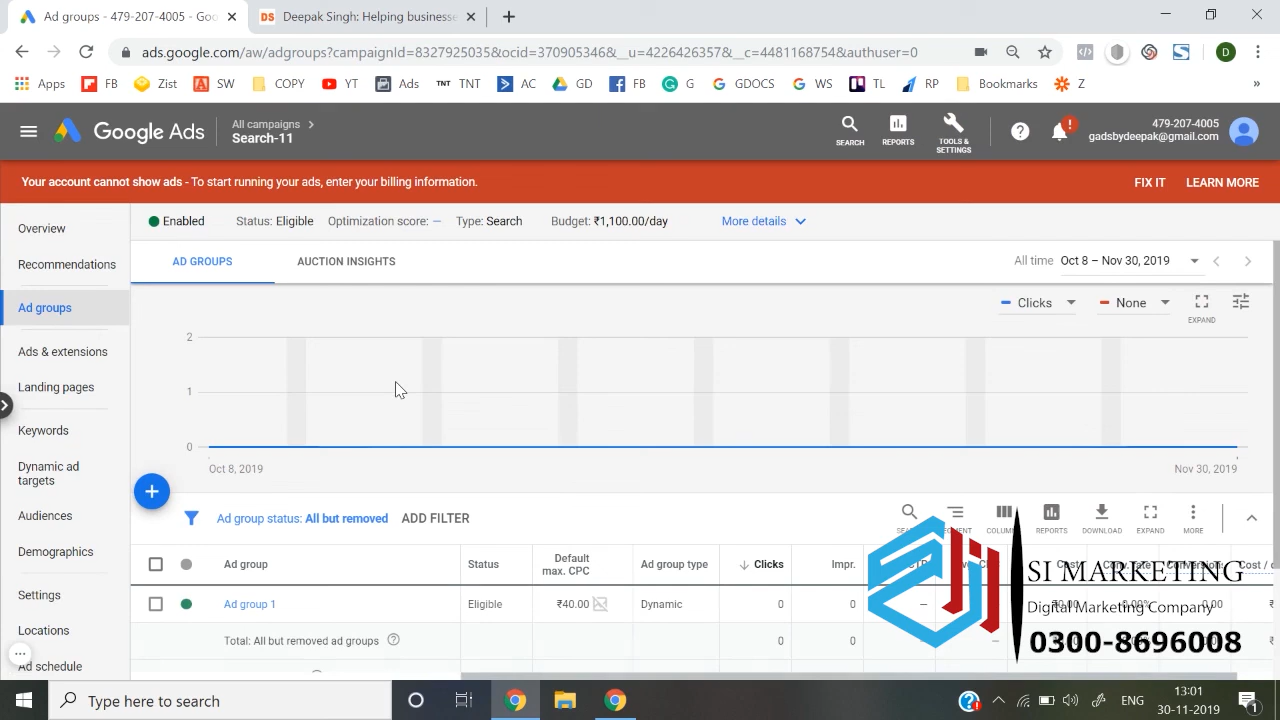 Ad groups - 479-207-4005 - Goo
Deepak Singh: Helping businesse
ads.google.com/aw/adgroups?campaignId=8327925035&ocid=370905346&__u=4226426357&__c=4481168754&authuser=0
D
Apps FB Zist SW COPY YT Ads TNT TNT AC GD FB G GDOCS WS TL RP Bookmarks Z »
Google Ads
All campaigns
Search-11
SEARCH
REPORTS
TOOLS &
SETTINGS
479-207-4005
gadsbydeepak@gmail.com
Your account cannot show ads - To start running your ads, enter your billing information.
FIX IT LEARN MORE
Enabled Status: Eligible Optimization score: – Type: Search Budget: ₹1,100.00/day More details
Overview
Recommendations
Ad groups
Ads & extensions
Landing pages
Keywords
Dynamic ad
targets
Audiences
Demographics
Settings
Locations
Ad schedule
AD GROUPS AUCTION INSIGHTS
All time Oct 8 – Nov 30, 2019
Clicks None
EXPAND
2
1
0
Oct 8, 2019 Nov 30, 2019
Ad group status: All but removed ADD FILTER
REPORTS DOWNLOAD EXPAND MORE
Ad group Status Default
max. CPC Ad group type Clicks Impr.
Ad group 1 Eligible ₹40.00 Dynamic 0 0 –
Total: All but removed ad groups 0 0
SI MARKETING
Digital Marketing Company
0300-8696008
Type here to search
ENG
13:01
30-11-2019